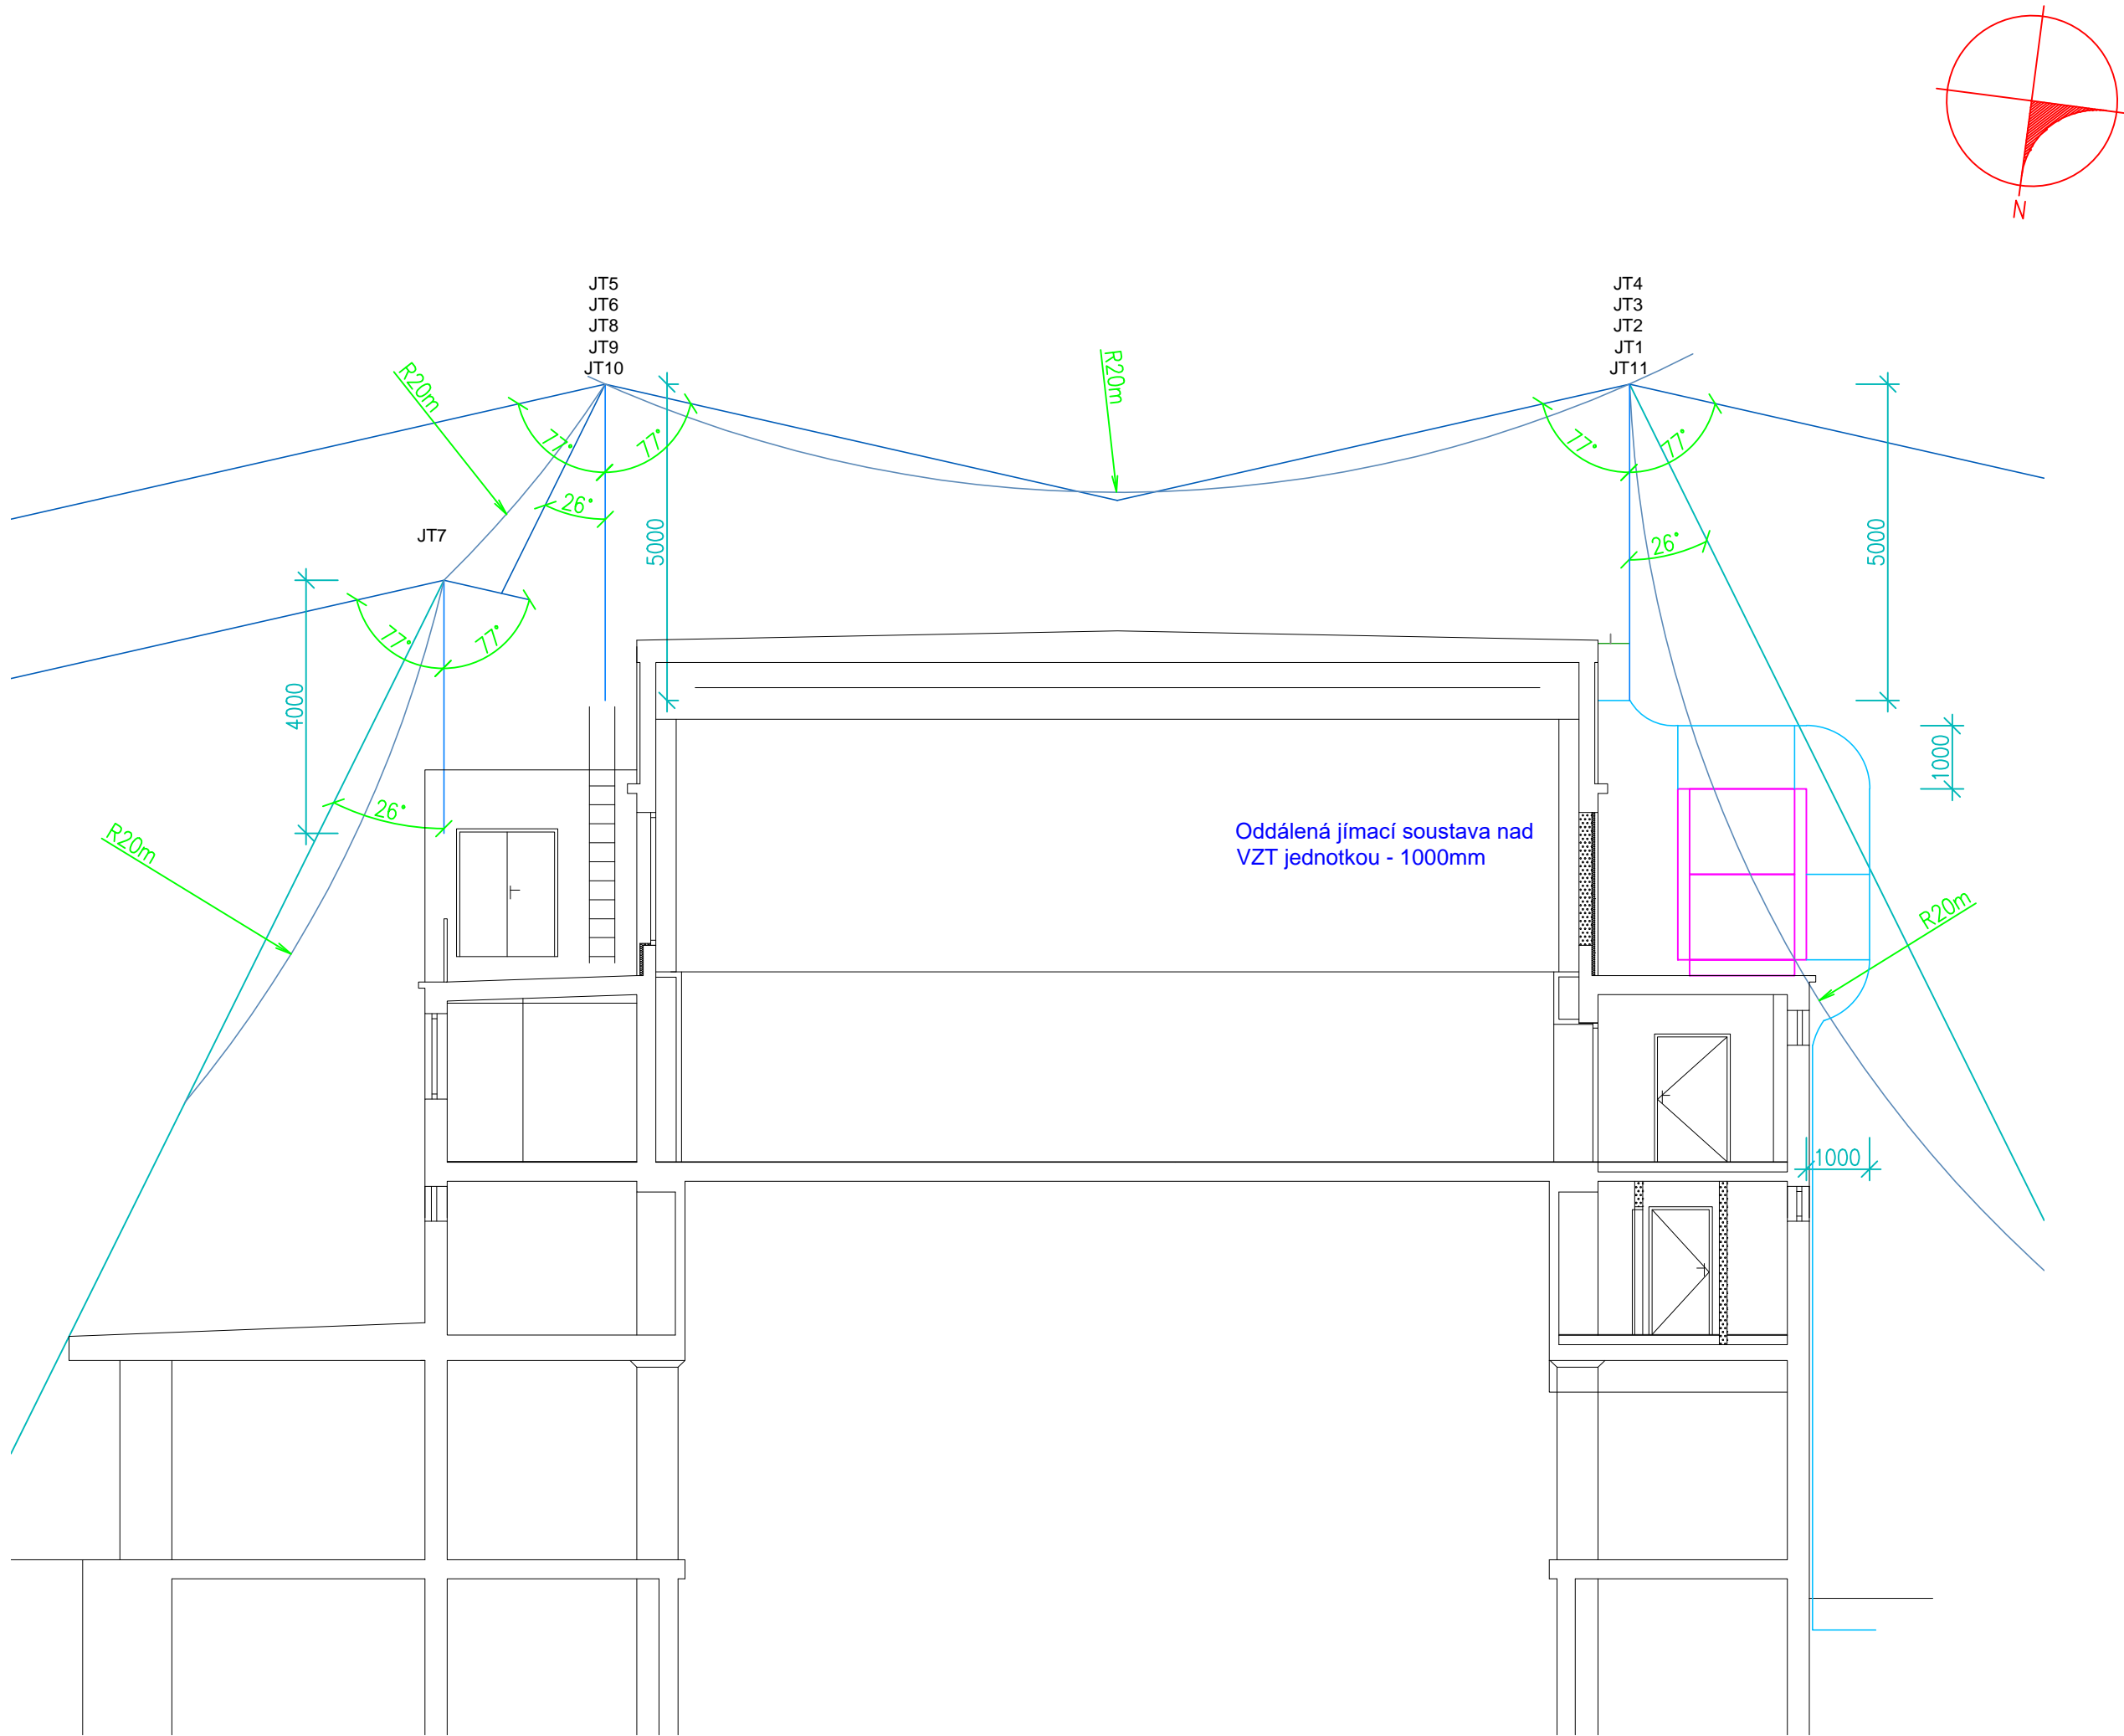 N
JT5
JT6
JT8
JT9
JT10
JT4
JT3
JT2
JT1
JT11
R20m
R20m
77°
77°
77°
77°
26°
5000
26°
5000
JT7
77°
77°
4000
1000
26°
R20m
Oddálená jímací soustava nad
VZT jednotkou - 1000mm
R20m
1000